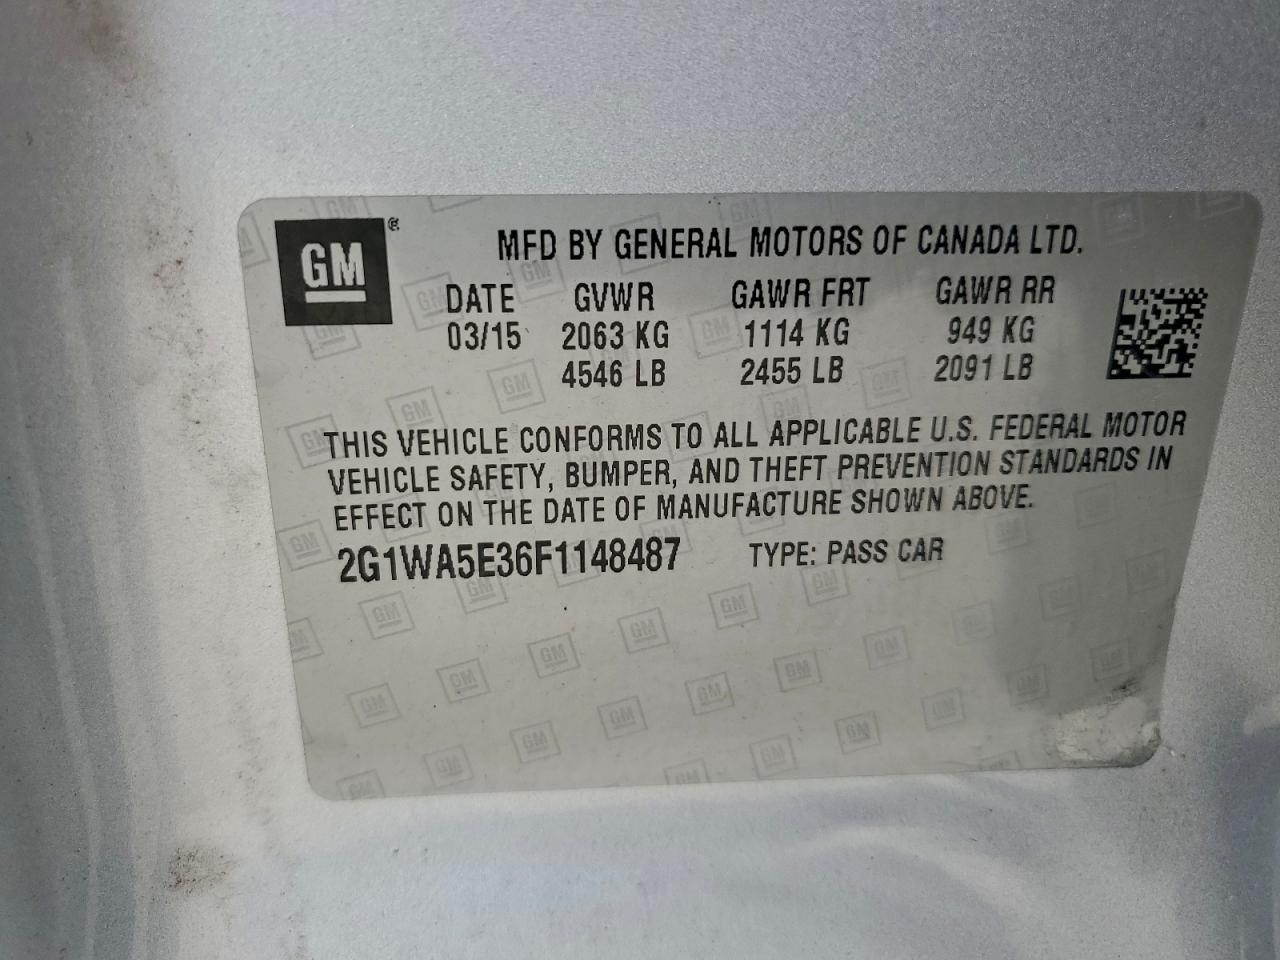 GM®
MFD BY GENERAL MOTORS OF CANADA LTD.
DATE GVWR GAWR FRT GAWR RR
03/15 2063 KG 1114 KG 949 KG
4546 LB 2455 LB 2091 LB
THIS VEHICLE CONFORMS TO ALL APPLICABLE U.S. FEDERAL MOTOR
VEHICLE SAFETY, BUMPER, AND THEFT PREVENTION STANDARDS IN
EFFECT ON THE DATE OF MANUFACTURE SHOWN ABOVE.
2G1WA5E36F1148487 TYPE: PASS CAR